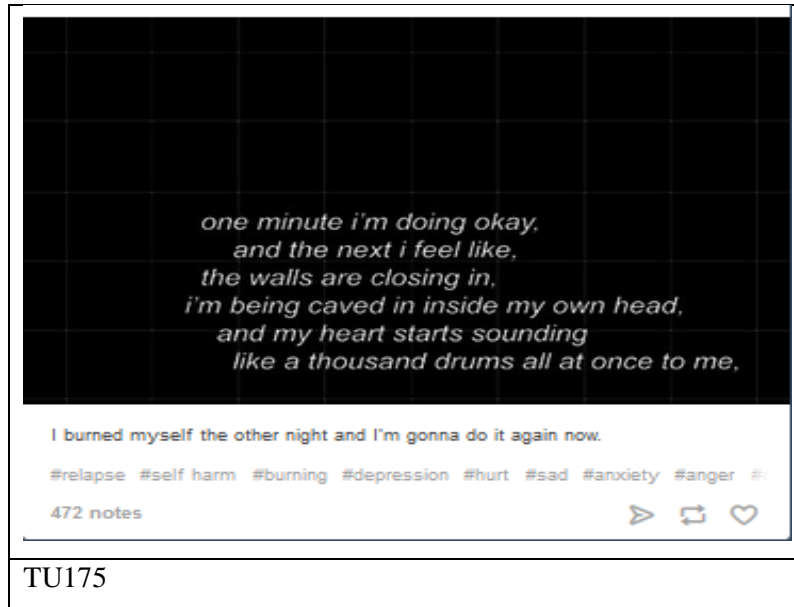 one minute i'm doing okay,
and the next i feel like,
the walls are closing in,
i'm being caved in inside my own head,
and my heart starts sounding
like a thousand drums all at once to me,
I burned myself the other night and I'm gonna do it again now.
#relapse #self harm #burning #depression #hurt #sad #anxiety #anger #
472 notes
TU175